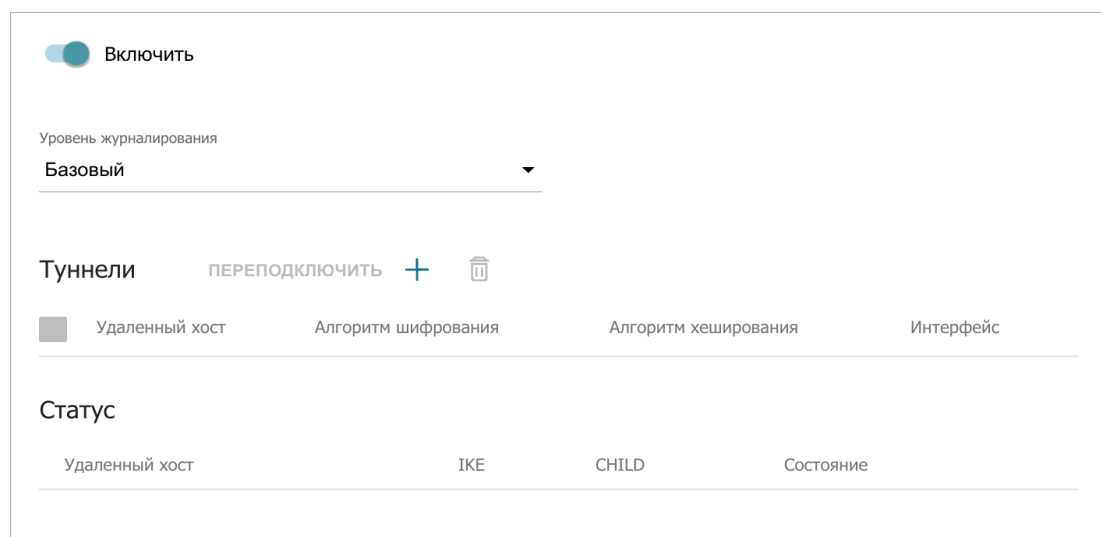 Включить
Уровень журналирования
Базовый
Туннели ПЕРЕПОДКЛЮЧИТЬ
Удаленный хост Алгоритм шифрования Алгоритм хеширования Интерфейс
Статус
Удаленный хост IKE CHILD Состояние